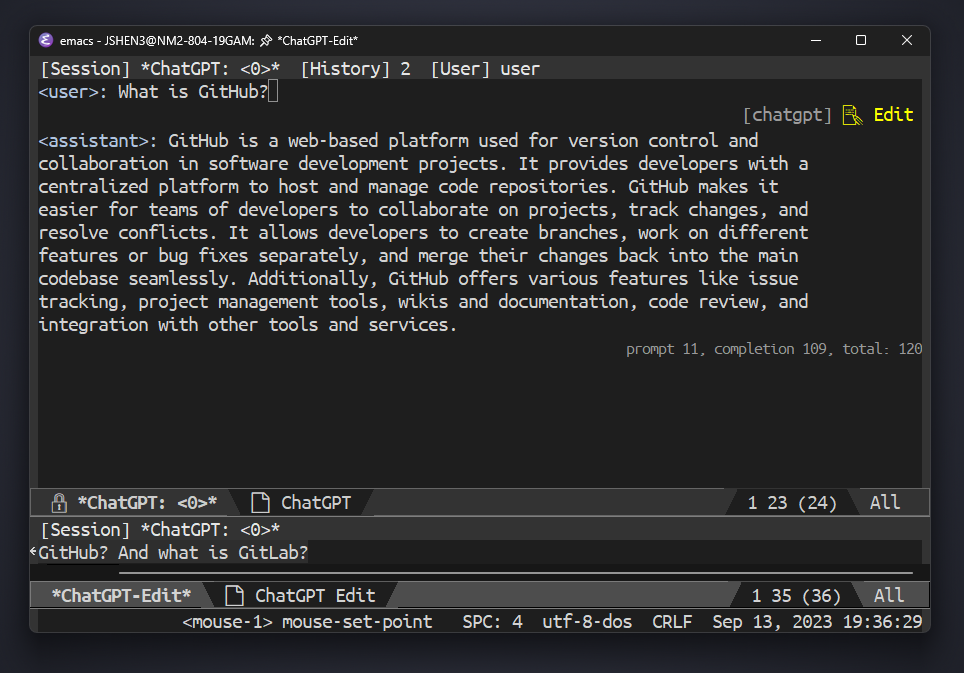 emacs - JSHEN3@NM2-804-19GAM: *ChatGPT-Edit*
[Session] *ChatGPT: <0>* [History] 2 [User] user
<user>: What is GitHub?
[chatgpt] Edit
<assistant>: GitHub is a web-based platform used for version control and
collaboration in software development projects. It provides developers with a
centralized platform to host and manage code repositories. GitHub makes it
easier for teams of developers to collaborate on projects, track changes, and
resolve conflicts. It allows developers to create branches, work on different
features or bug fixes separately, and merge their changes back into the main
codebase seamlessly. Additionally, GitHub offers various features like issue
tracking, project management tools, wikis and documentation, code review, and
integration with other tools and services.
prompt 11, completion 109, total: 120
*ChatGPT: <0>* ChatGPT 1 23 (24) All
[Session] *ChatGPT: <0>*
GitHub? And what is GitLab?
*ChatGPT-Edit* ChatGPT Edit 1 35 (36) All
<mouse-1> mouse-set-point SPC: 4 utf-8-dos CRLF Sep 13, 2023 19:36:29